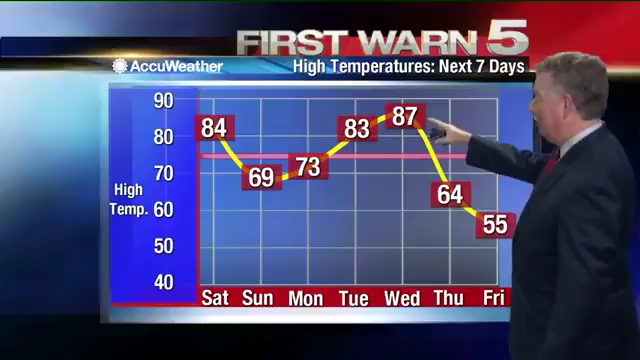 FIRST WARN 5
AccuWeather
High Temperatures: Next 7 Days
90
80
70
60
50
40
High
Temp.
84
69
73
83
87
64
55
Sat Sun Mon Tue Wed Thu Fri